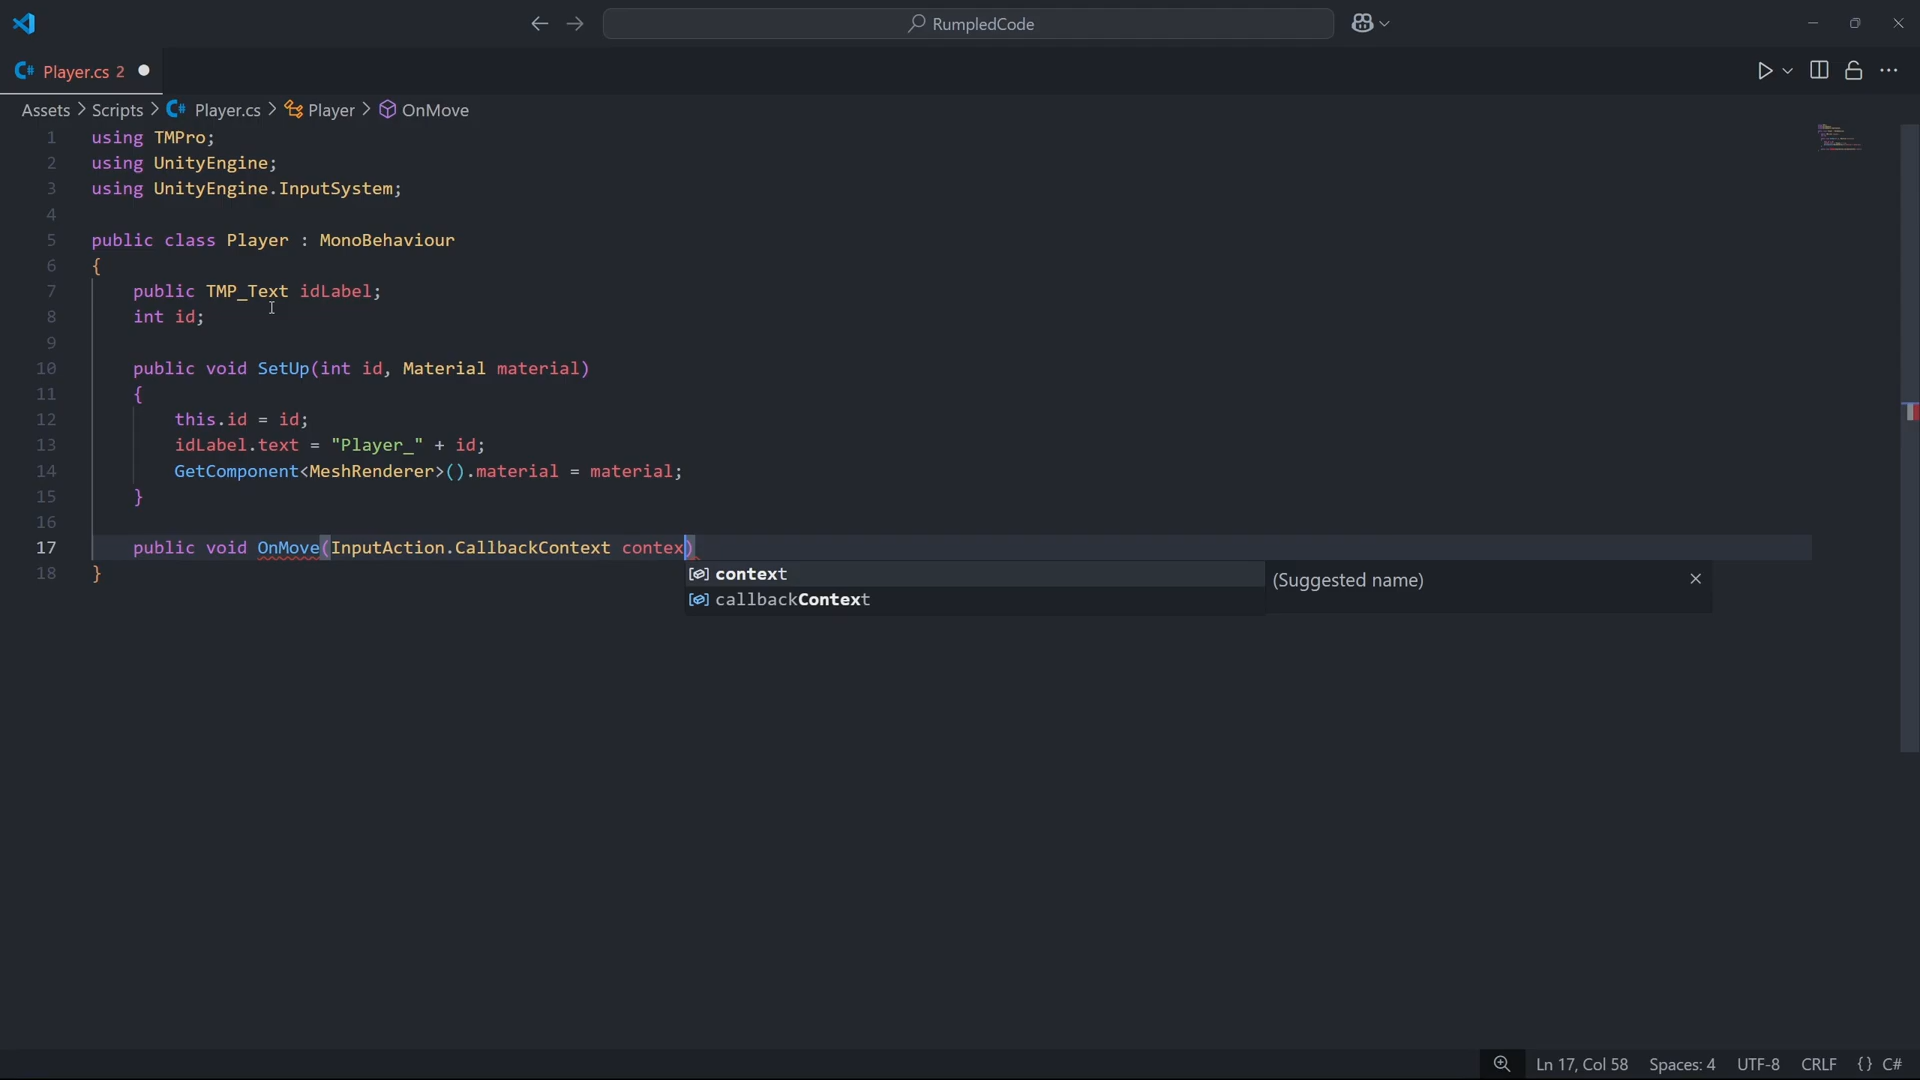 RumpledCode
Player.cs 2
Assets > Scripts > Player.cs > Player > OnMove
1 using TMPro;
2 using UnityEngine;
3 using UnityEngine.InputSystem;
4
5 public class Player : MonoBehaviour
6 {
7 public TMP_Text idLabel;
8 int id;
9
10 public void SetUp(int id, Material material)
11 {
12 this.id = id;
13 idLabel.text = "Player_" + id;
14 GetComponent<MeshRenderer>().material = material;
15 }
16
17 public void OnMove(InputAction.CallbackContext contex)
18 }
context (Suggested name)
callbackContext
Ln 17, Col 58 Spaces: 4 UTF-8 CRLF {} C#